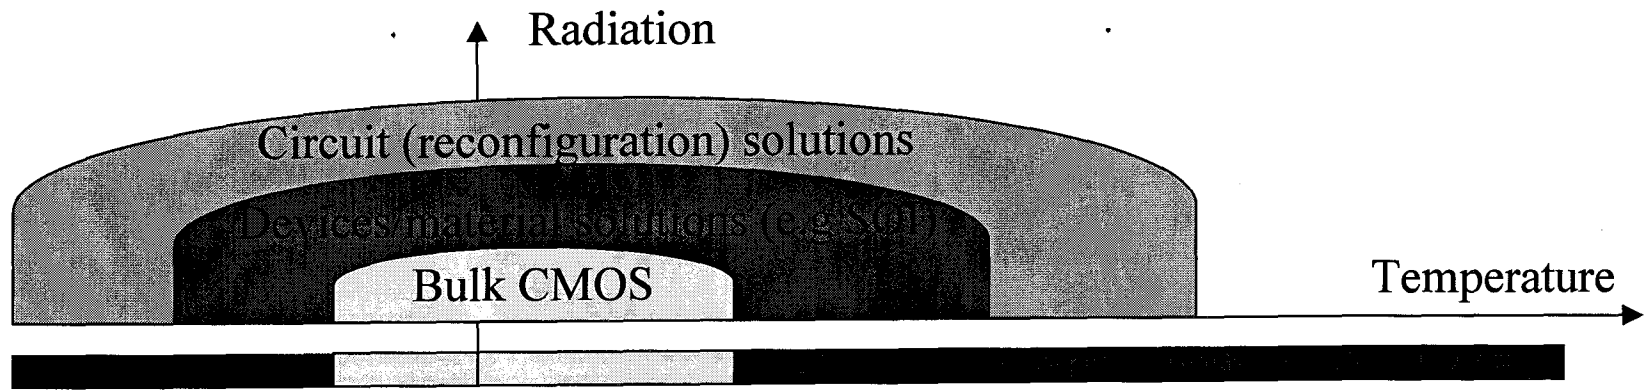 Radiation
Circuit (reconfiguration) solutions
Devices/material solutions (e.g SOI)
Bulk CMOS
Temperature